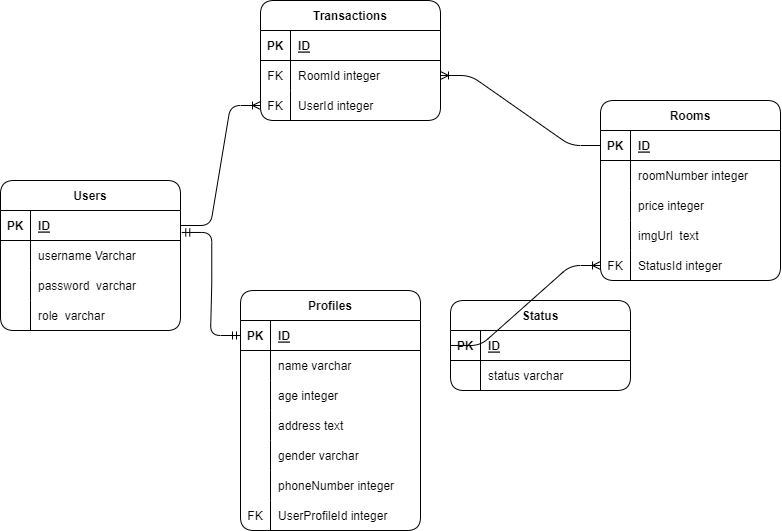 Transactions
PK ID
FK RoomId integer
FK UserId integer
Rooms
PK ID
roomNumber integer
price integer
imgUrl  text
FK StatusId integer
Users
PK ID
username Varchar
password  varchar
role  varchar
Profiles
PK ID
name varchar
age integer
address text
gender varchar
phoneNumber integer
FK UserProfileId integer
Status
PK ID
status varchar